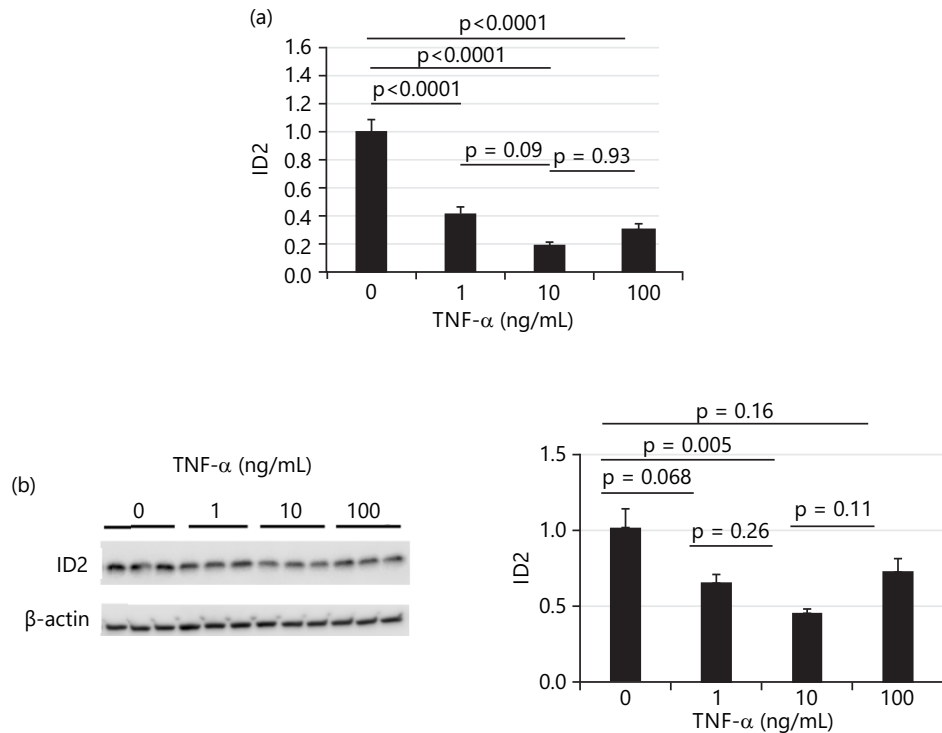 (a)
p<0.0001
p<0.0001
p<0.0001
p = 0.09
p = 0.93
ID2
1.6
1.4
1.2
1.0
0.8
0.6
0.4
0.2
0.0
0 1 10 100
TNF-α (ng/mL)
(b)
TNF-α (ng/mL)
0 1 10 100
ID2
β-actin
p = 0.16
p = 0.005
p = 0.068
p = 0.11
p = 0.26
ID2
1.5
1.0
0.5
0.0
0 1 10 100
TNF-α (ng/mL)